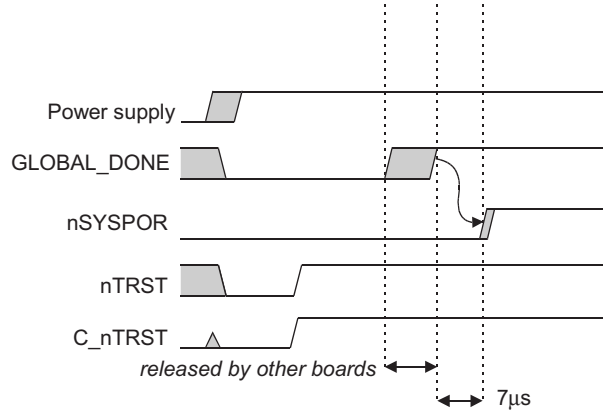 Power supply
GLOBAL_DONE
nSYSPOR
nTRST
C_nTRST
released by other boards
7μs